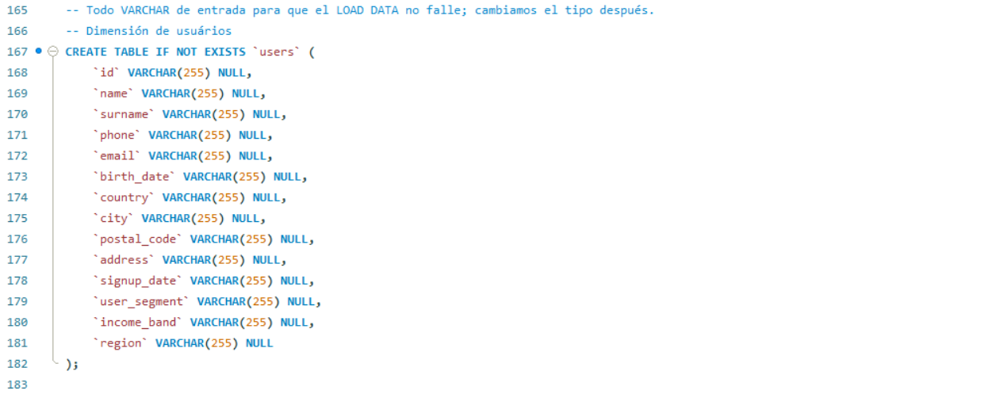 165 -- Todo VARCHAR de entrada para que el LOAD DATA no falle; cambiamos el tipo después.
166 -- Dimensión de usuários
167 CREATE TABLE IF NOT EXISTS `users` (
168 `id` VARCHAR(255) NULL,
169 `name` VARCHAR(255) NULL,
170 `surname` VARCHAR(255) NULL,
171 `phone` VARCHAR(255) NULL,
172 `email` VARCHAR(255) NULL,
173 `birth_date` VARCHAR(255) NULL,
174 `country` VARCHAR(255) NULL,
175 `city` VARCHAR(255) NULL,
176 `postal_code` VARCHAR(255) NULL,
177 `address` VARCHAR(255) NULL,
178 `signup_date` VARCHAR(255) NULL,
179 `user_segment` VARCHAR(255) NULL,
180 `income_band` VARCHAR(255) NULL,
181 `region` VARCHAR(255) NULL
182 );
183